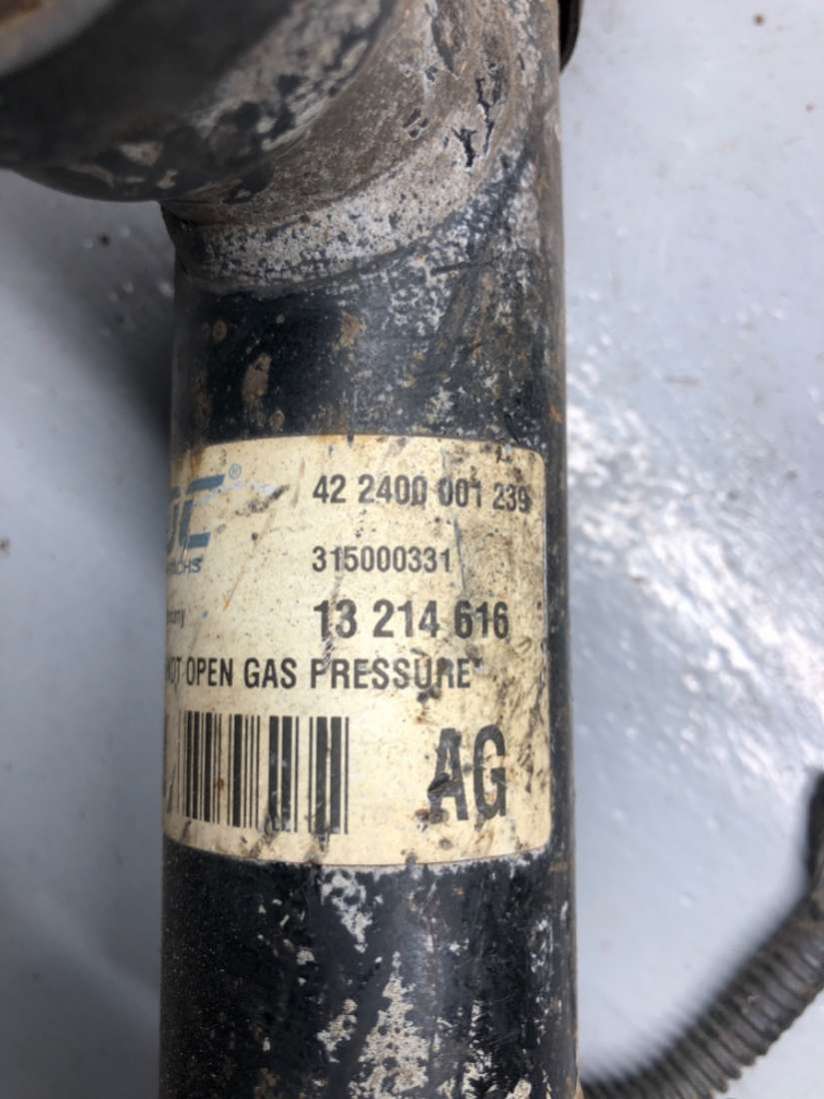 ®
42 2400 001 239
315000331
13 214 616
OPEN GAS PRESSURE"
AG